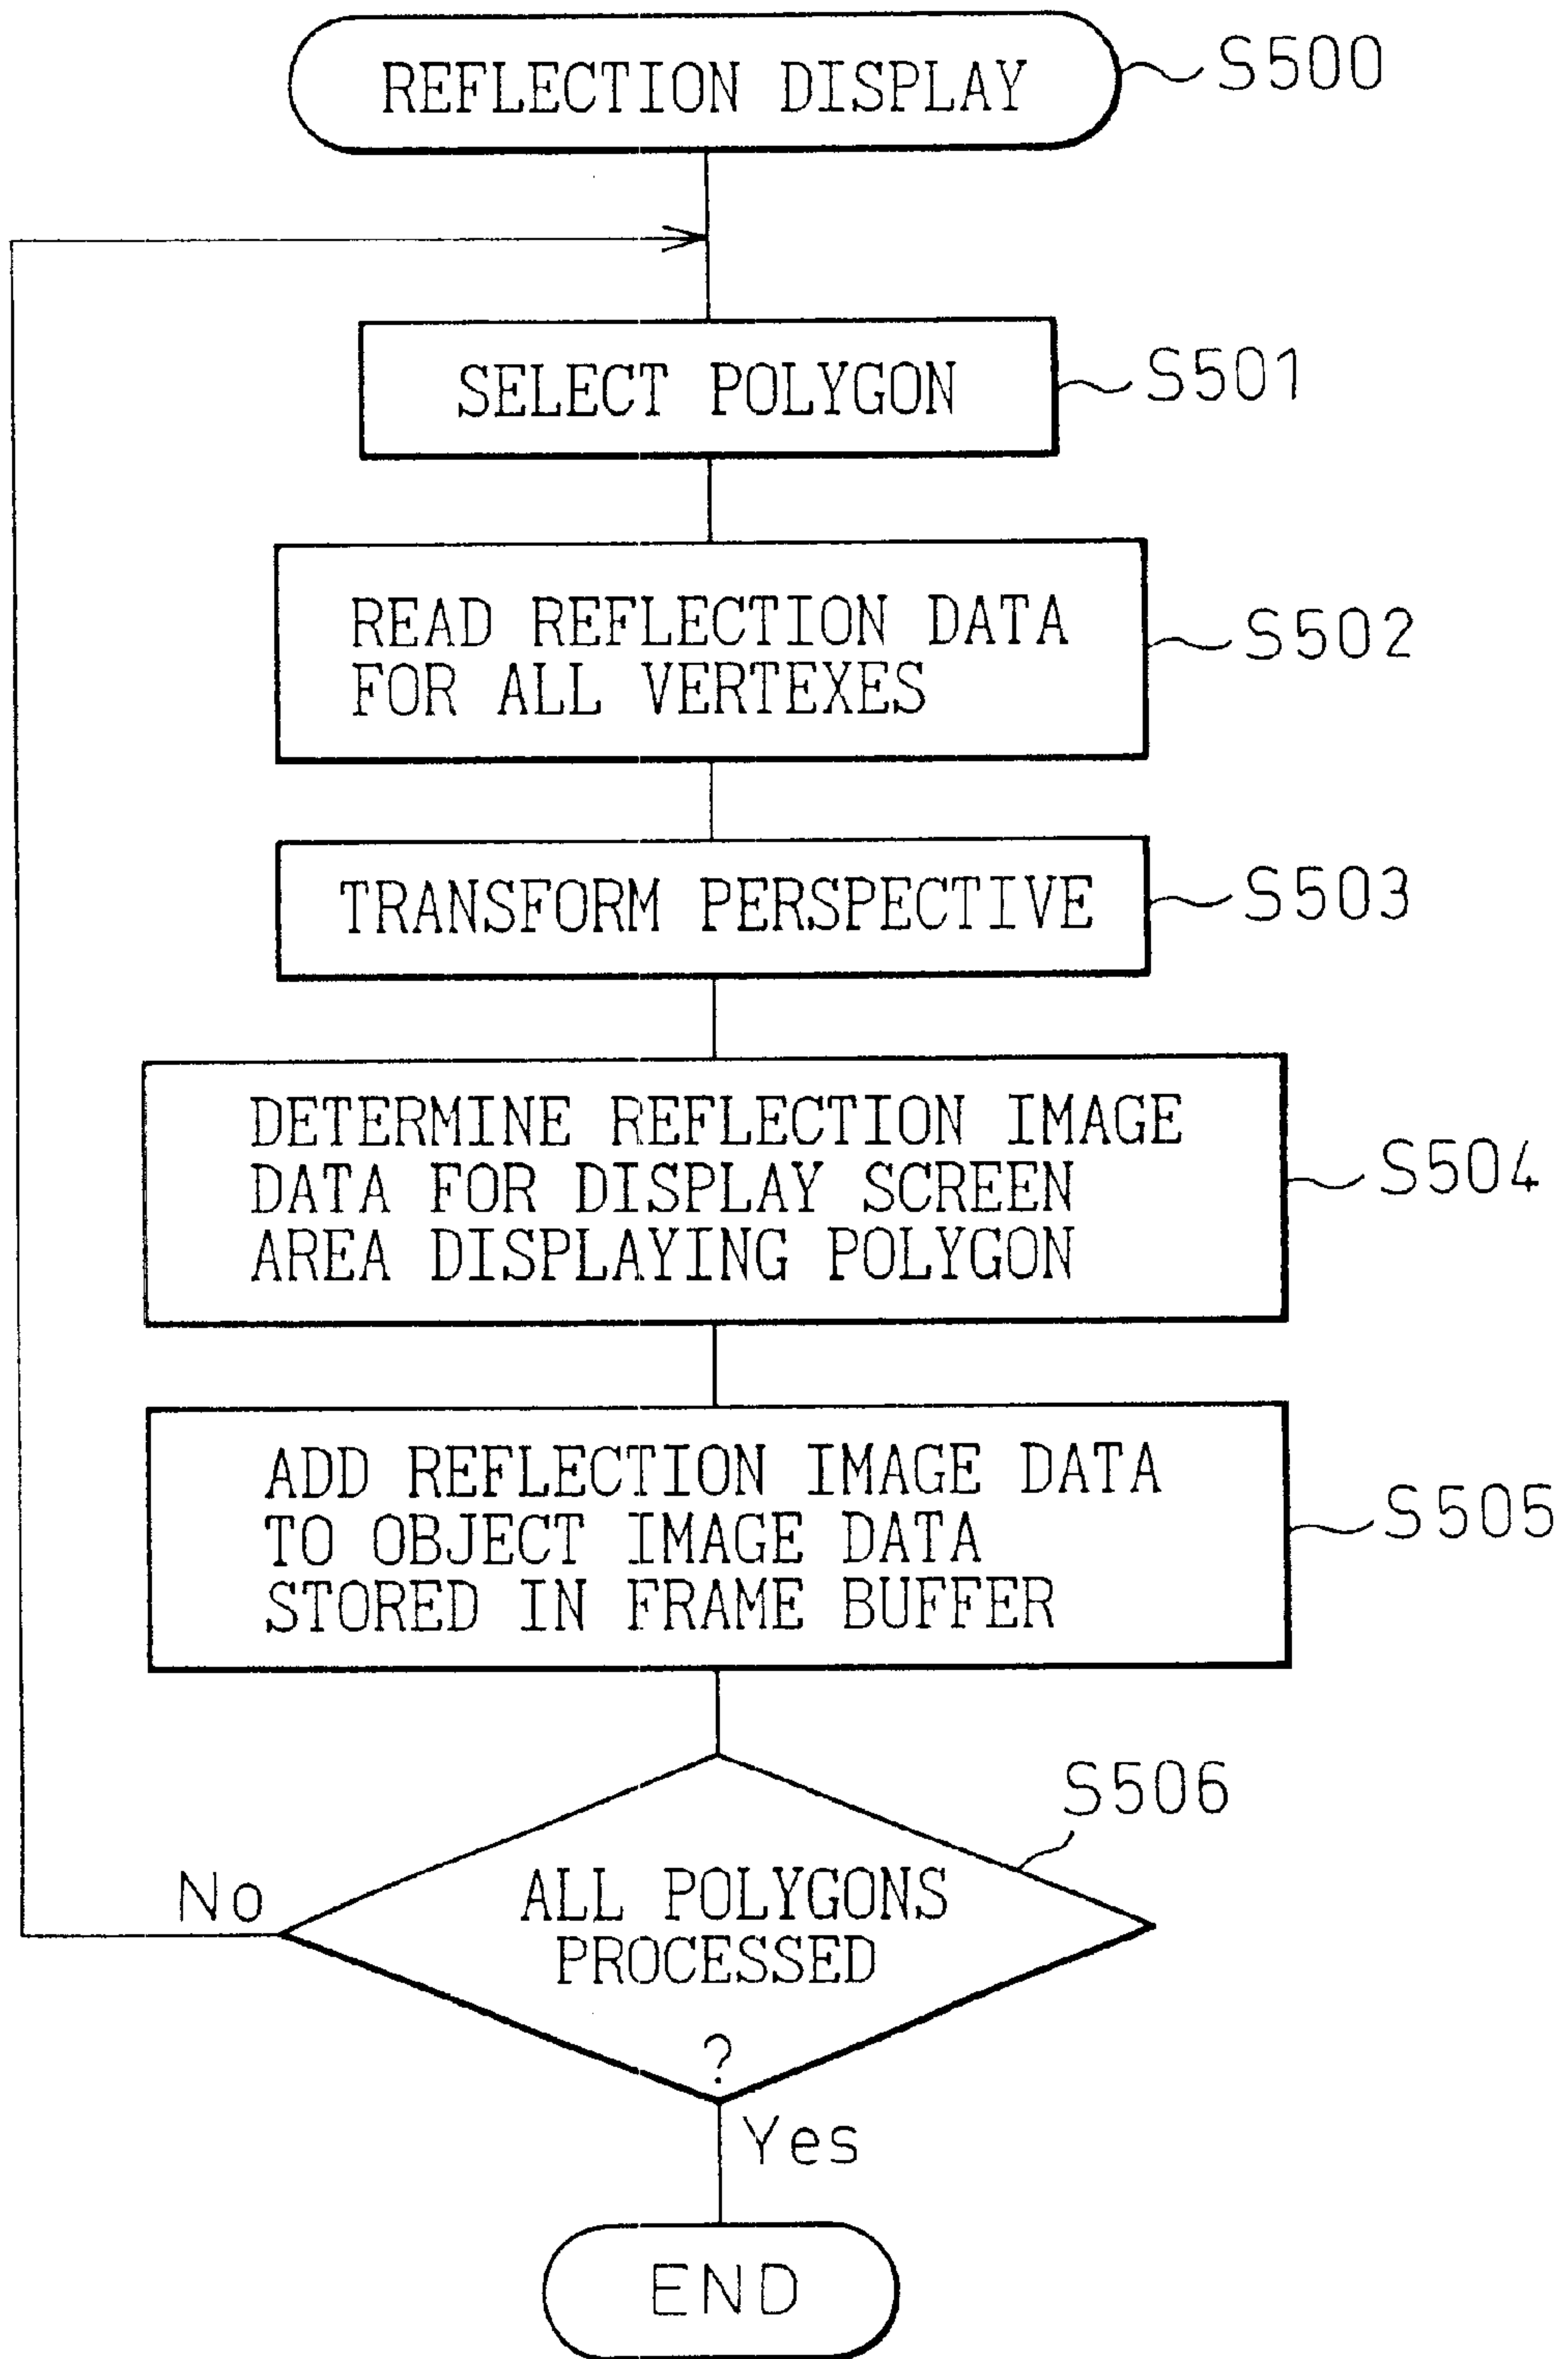 REFLECTION DISPLAY
S500
SELECT POLYGON
S501
READ REFLECTION DATA
FOR ALL VERTEXES
S502
TRANSFORM PERSPECTIVE
S503
DETERMINE REFLECTION IMAGE
DATA FOR DISPLAY SCREEN
AREA DISPLAYING POLYGON
S504
ADD REFLECTION IMAGE DATA
TO OBJECT IMAGE DATA
STORED IN FRAME BUFFER
S505
S506
No
ALL POLYGONS
PROCESSED
?
Yes
END